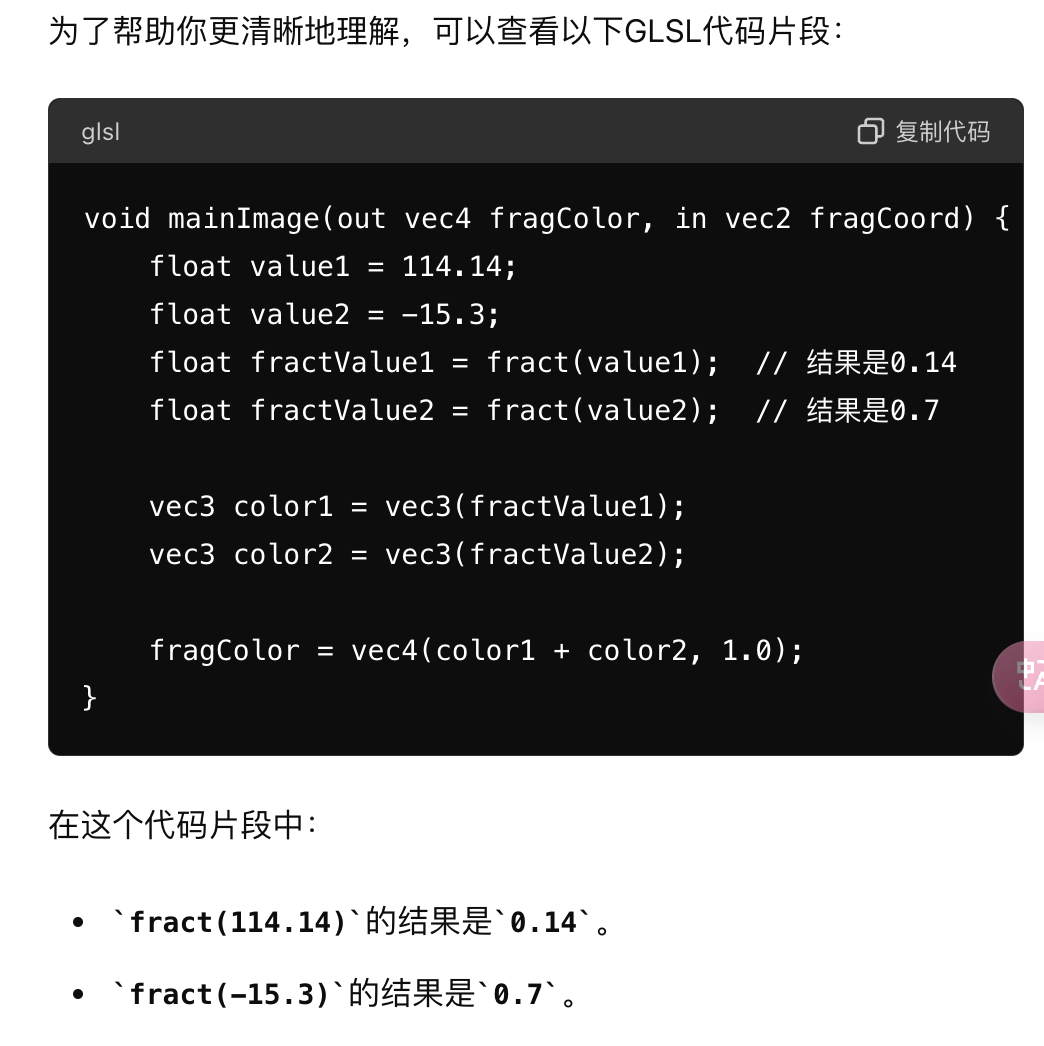 为了帮助你更清晰地理解，可以查看以下GLSL代码片段：
glsl
复制代码
void mainImage(out vec4 fragColor, in vec2 fragCoord) {
    float value1 = 114.14;
    float value2 = -15.3;
    float fractValue1 = fract(value1);  // 结果是0.14
    float fractValue2 = fract(value2);  // 结果是0.7
    vec3 color1 = vec3(fractValue1);
    vec3 color2 = vec3(fractValue2);
    fragColor = vec4(color1 + color2, 1.0);
}
在这个代码片段中：
• `fract(114.14)`的结果是`0.14`。
• `fract(-15.3)`的结果是`0.7`。